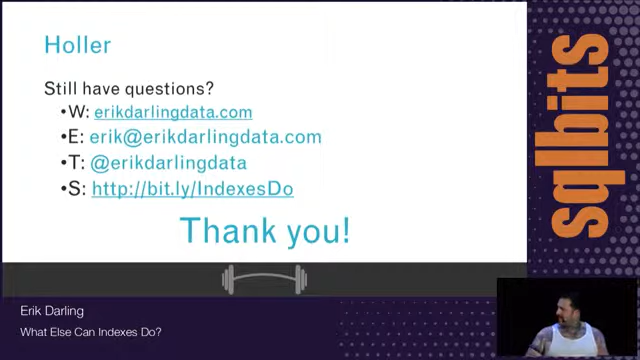 Holler
Still have questions?
•W: erikdarlingdata.com
•E: erik@erikdarlingdata.com
•T: @erikdarlingdata
•S: http://bit.ly/IndexesDo
Thank you!
sqlbits
Erik Darling
What Else Can Indexes Do?